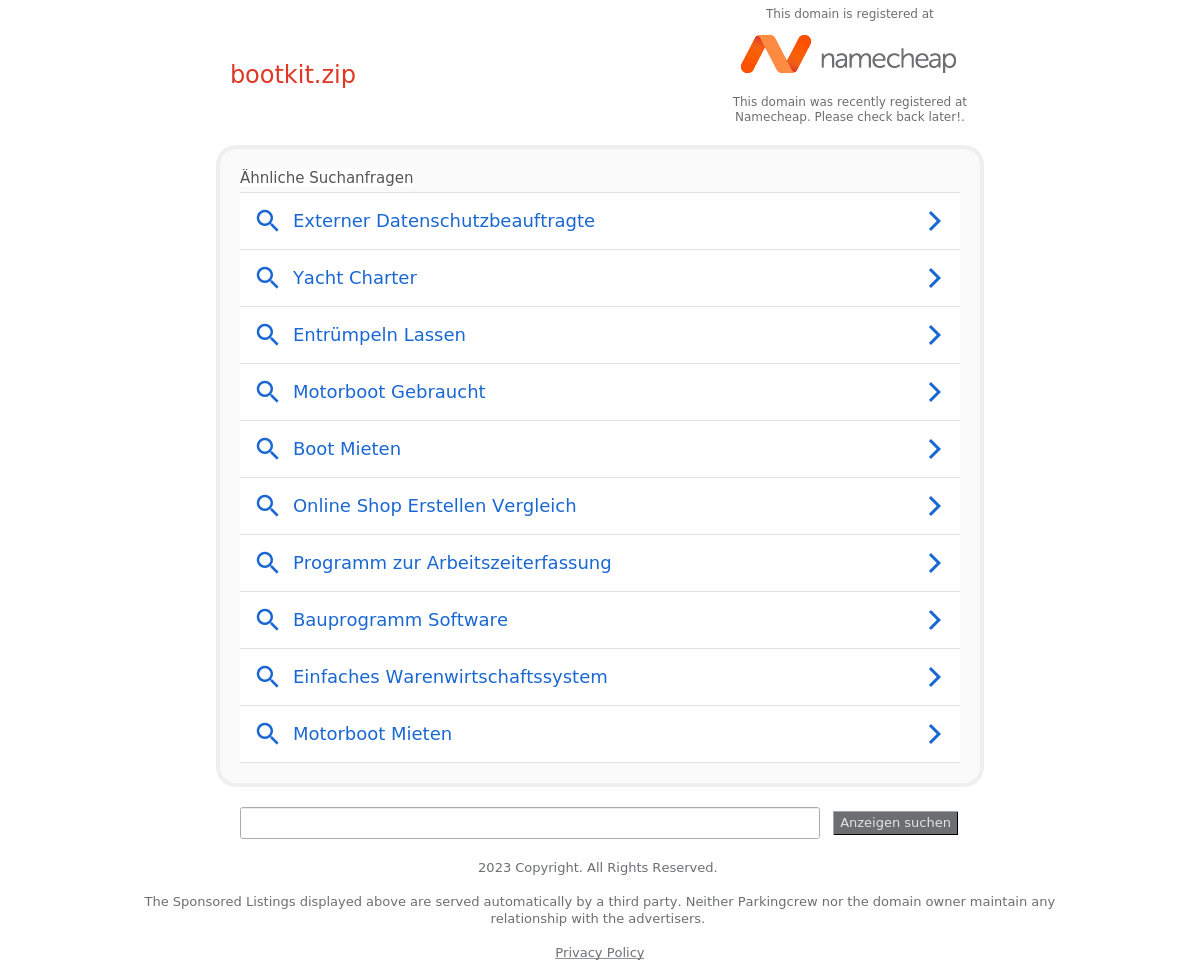 This domain is registered at
namecheap
bootkit.zip
This domain was recently registered at
Namecheap. Please check back later!.
Ähnliche Suchanfragen
Externer Datenschutzbeauftragte
Yacht Charter
Entrümpeln Lassen
Motorboot Gebraucht
Boot Mieten
Online Shop Erstellen Vergleich
Programm zur Arbeitszeiterfassung
Bauprogramm Software
Einfaches Warenwirtschaftssystem
Motorboot Mieten
Anzeigen suchen
2023 Copyright. All Rights Reserved.
The Sponsored Listings displayed above are served automatically by a third party. Neither Parkingcrew nor the domain owner maintain any
relationship with the advertisers.
Privacy Policy